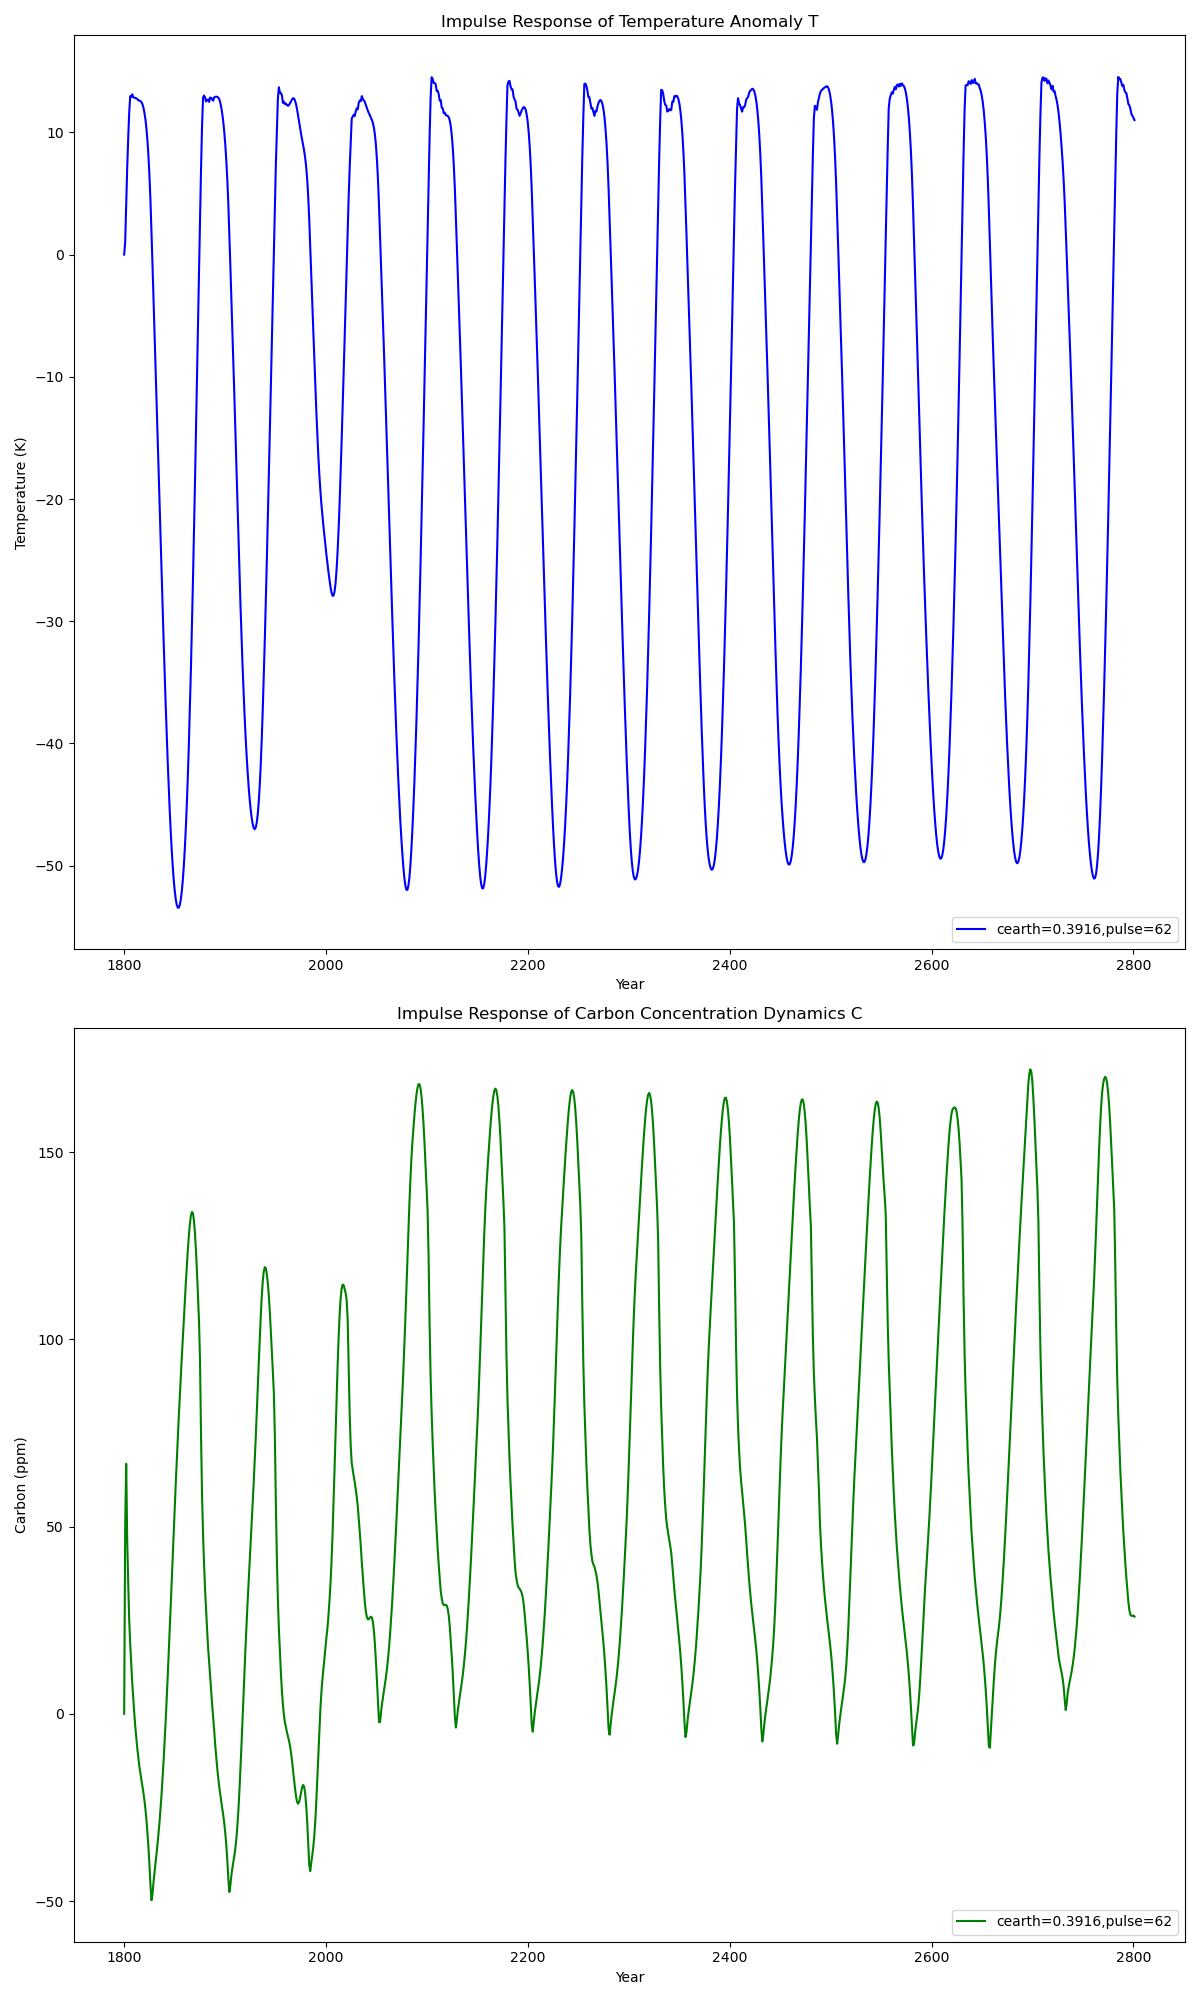 Impulse Response of Temperature Anomaly T
10
0
−10
−20
−30
−40
−50
Temperature (K)
cearth=0.3916,pulse=62
1800 2000 2200 2400 2600 2800
Year
Impulse Response of Carbon Concentration Dynamics C
150
100
50
0
−50
Carbon (ppm)
cearth=0.3916,pulse=62
1800 2000 2200 2400 2600 2800
Year